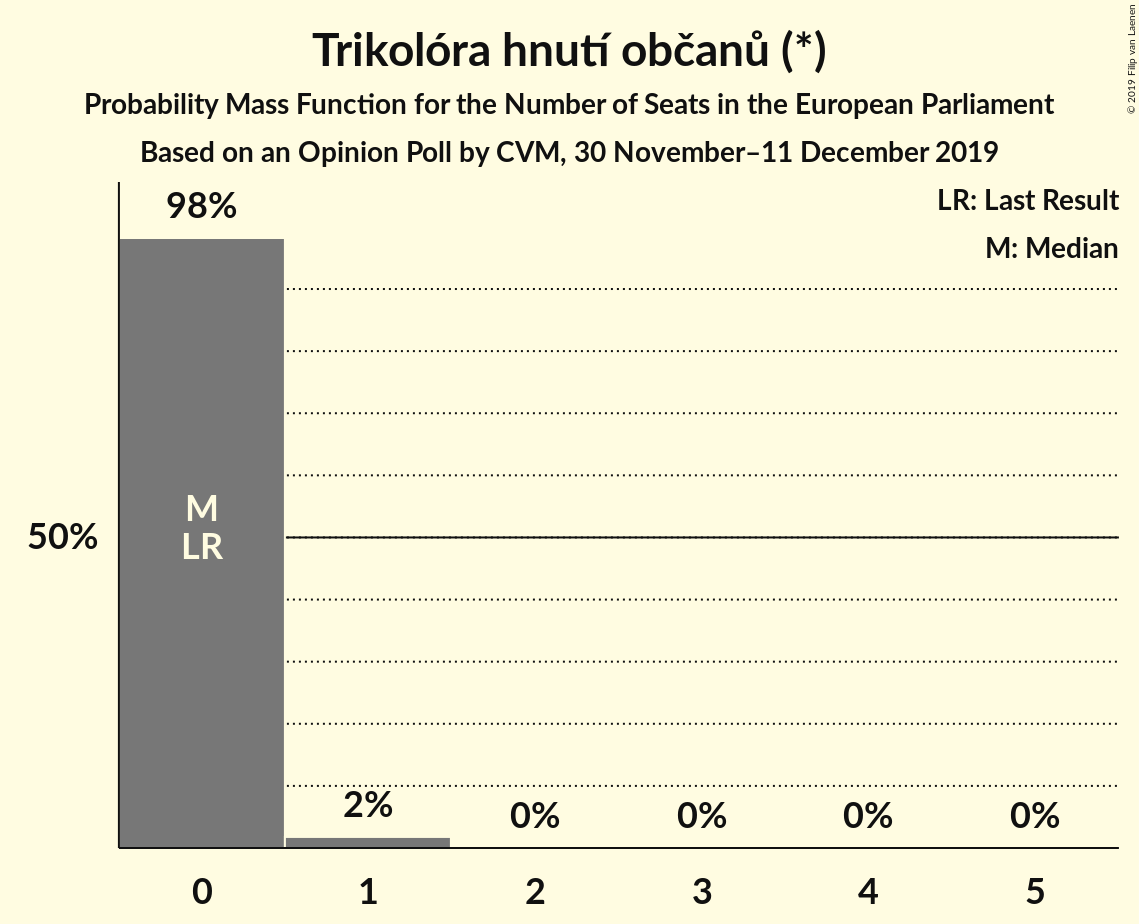 Trikolóra hnutí občanů (*)
Probability Mass Function for the Number of Seats in the European Parliament
Based on an Opinion Poll by CVM, 30 November–11 December 2019
© 2019 Filip van Laenen
LR: Last Result
M: Median
98%
M
LR
50%
2%
0%
0%
0%
0%
0
1
2
3
4
5